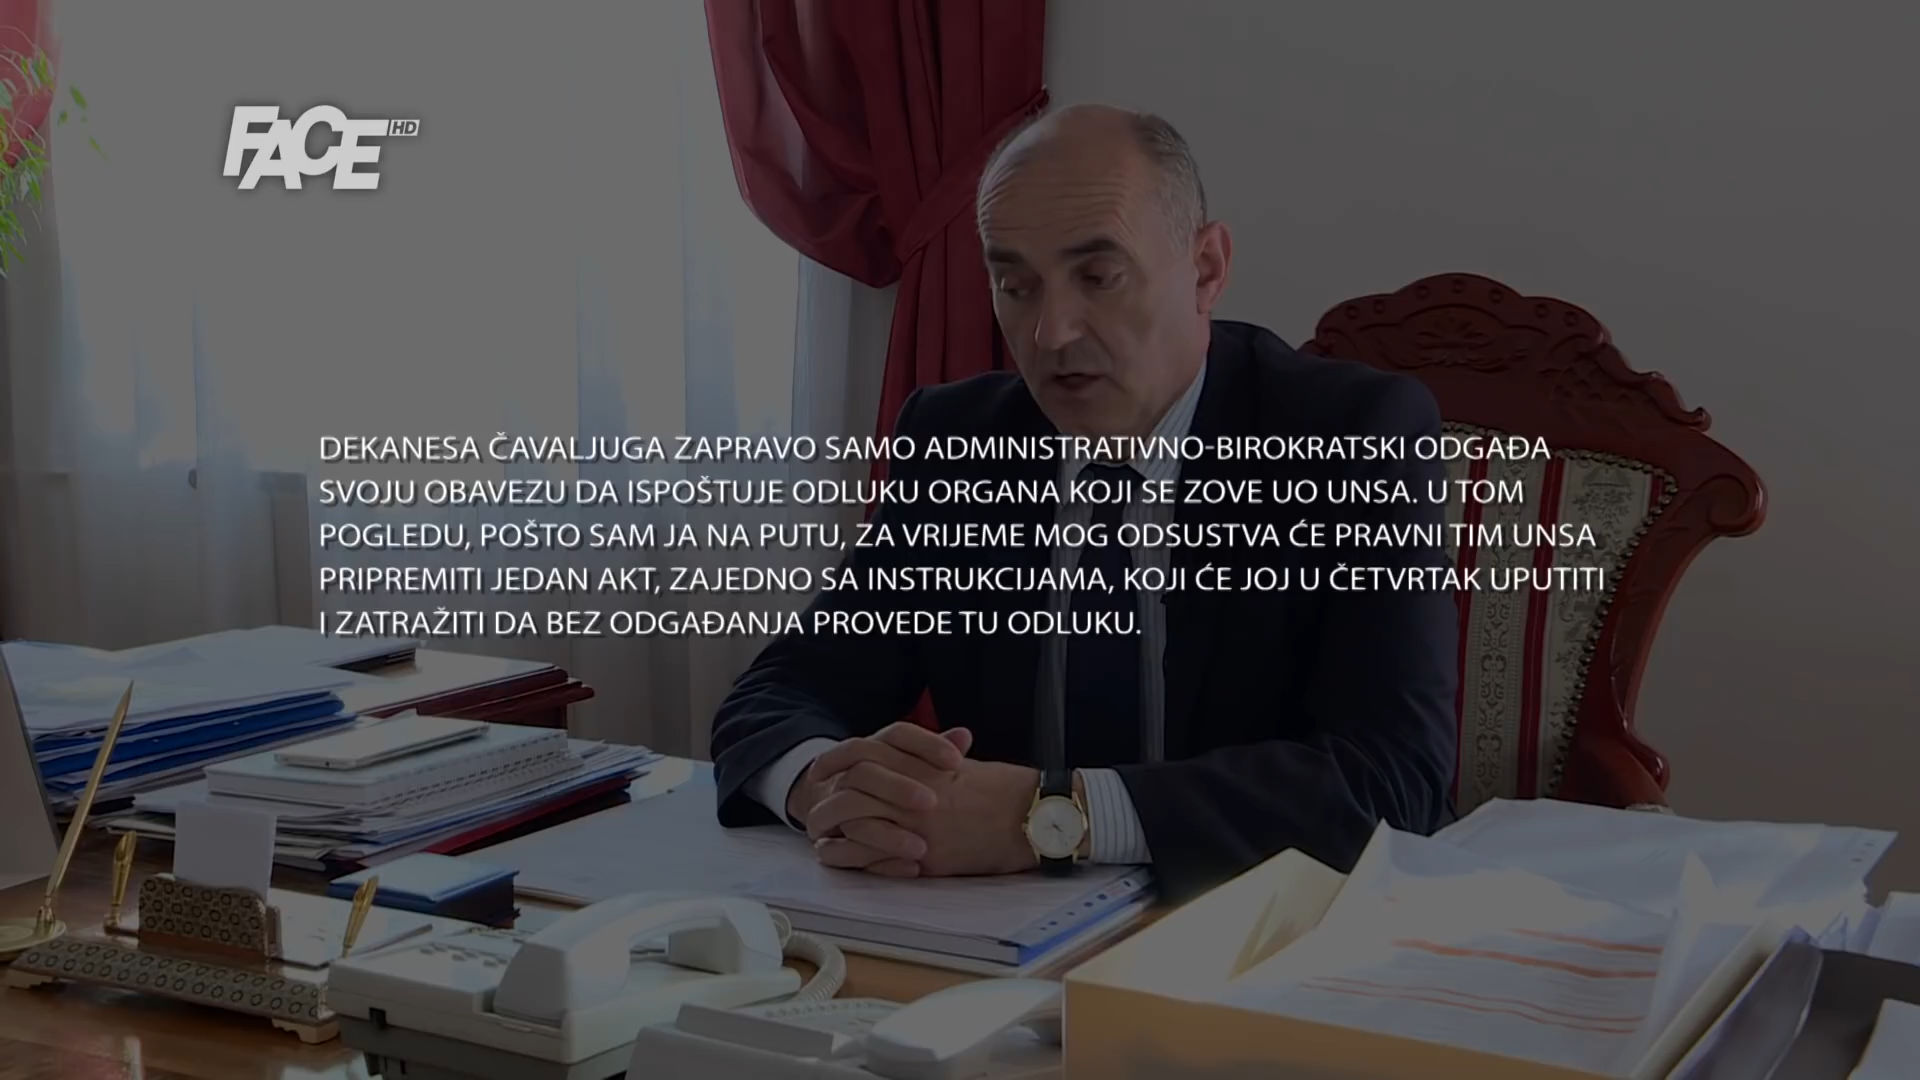 FACE HD
DEKANESA ČAVALJUGA ZAPRAVO SAMO ADMINISTRATIVNO-BIROKRATSKI ODGAĐA
SVOJU OBAVEZU DA ISPOŠTUJE ODLUKU ORGANA KOJI SE ZOVE UO UNSA. U TOM
POGLEDU, POŠTO SAM JA NA PUTU, ZA VRIJEME MOG ODSUSTVA ĆE PRAVNI TIM UNSA
PRIPREMITI JEDAN AKT, ZAJEDNO SA INSTRUKCIJAMA, KOJI ĆE JOJ U ČETVRTAK UPUTITI
I ZATRAŽITI DA BEZ ODGAĐANJA PROVEDE TU ODLUKU.